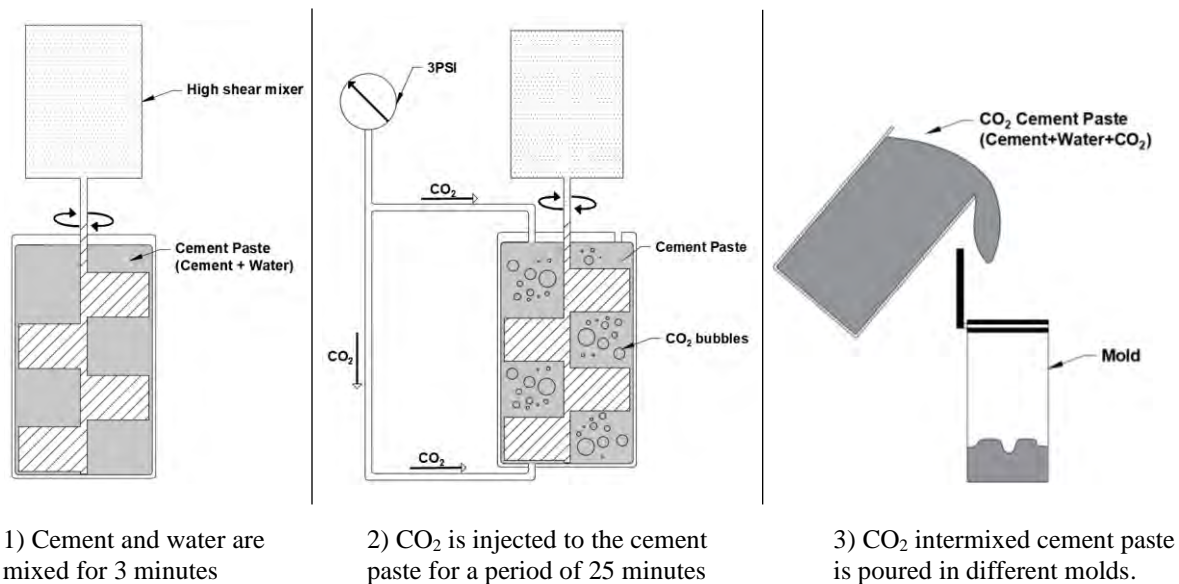 High shear mixer
Cement Paste
(Cement + Water)
3PSI
CO₂
Cement Paste
CO₂ bubbles
CO₂
CO₂
CO₂ Cement Paste
(Cement+Water+CO₂)
Mold
1) Cement and water are
mixed for 3 minutes
2) CO₂ is injected to the cement
paste for a period of 25 minutes
3) CO₂ intermixed cement paste
is poured in different molds.